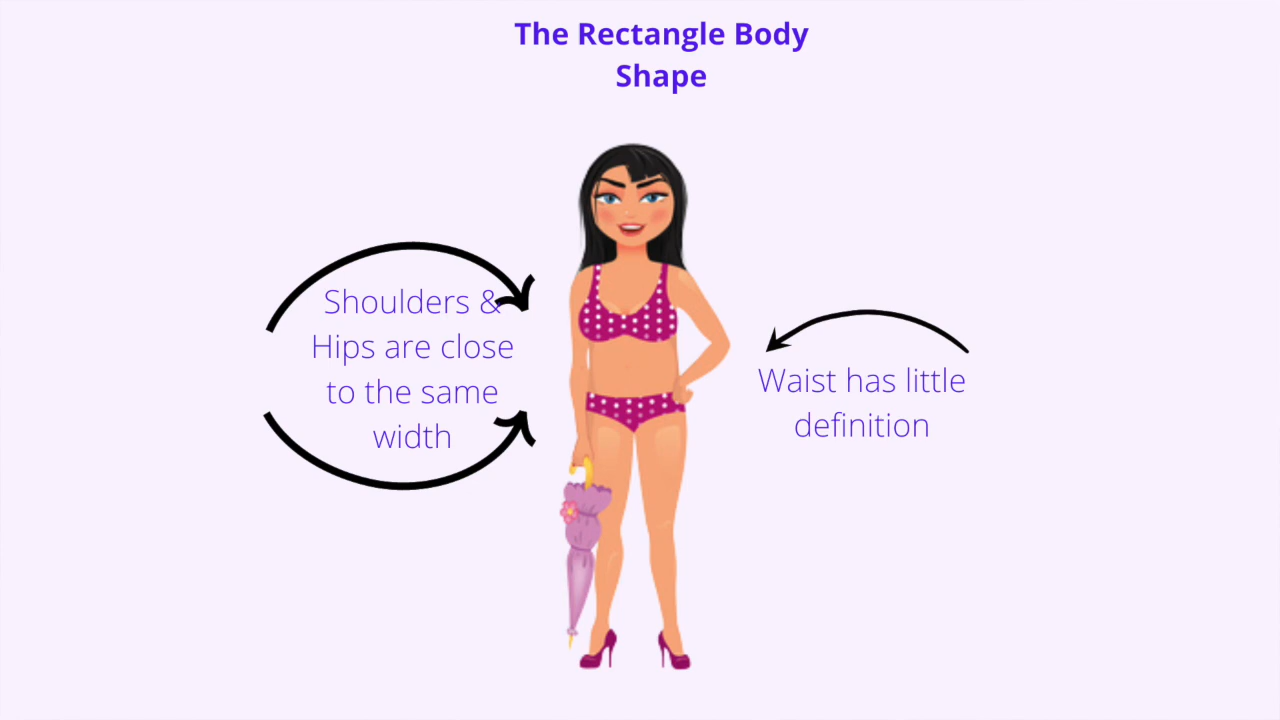 The Rectangle Body
Shape
Shoulders &
Hips are close
to the same
width
Waist has little
definition